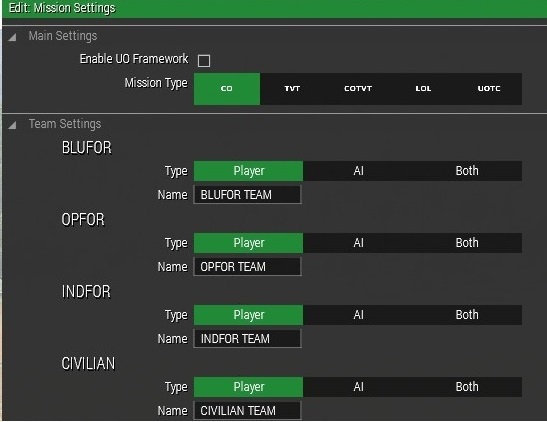 Edit: Mission Settings
Main Settings
Enable UO Framework
Mission Type CO TVT COTVT LOL UOTC
Team Settings
BLUFOR
Type Player AI Both
Name BLUFOR TEAM
OPFOR
Type Player AI Both
Name OPFOR TEAM
INDFOR
Type Player AI Both
Name INDFOR TEAM
CIVILIAN
Type Player AI Both
Name CIVILIAN TEAM